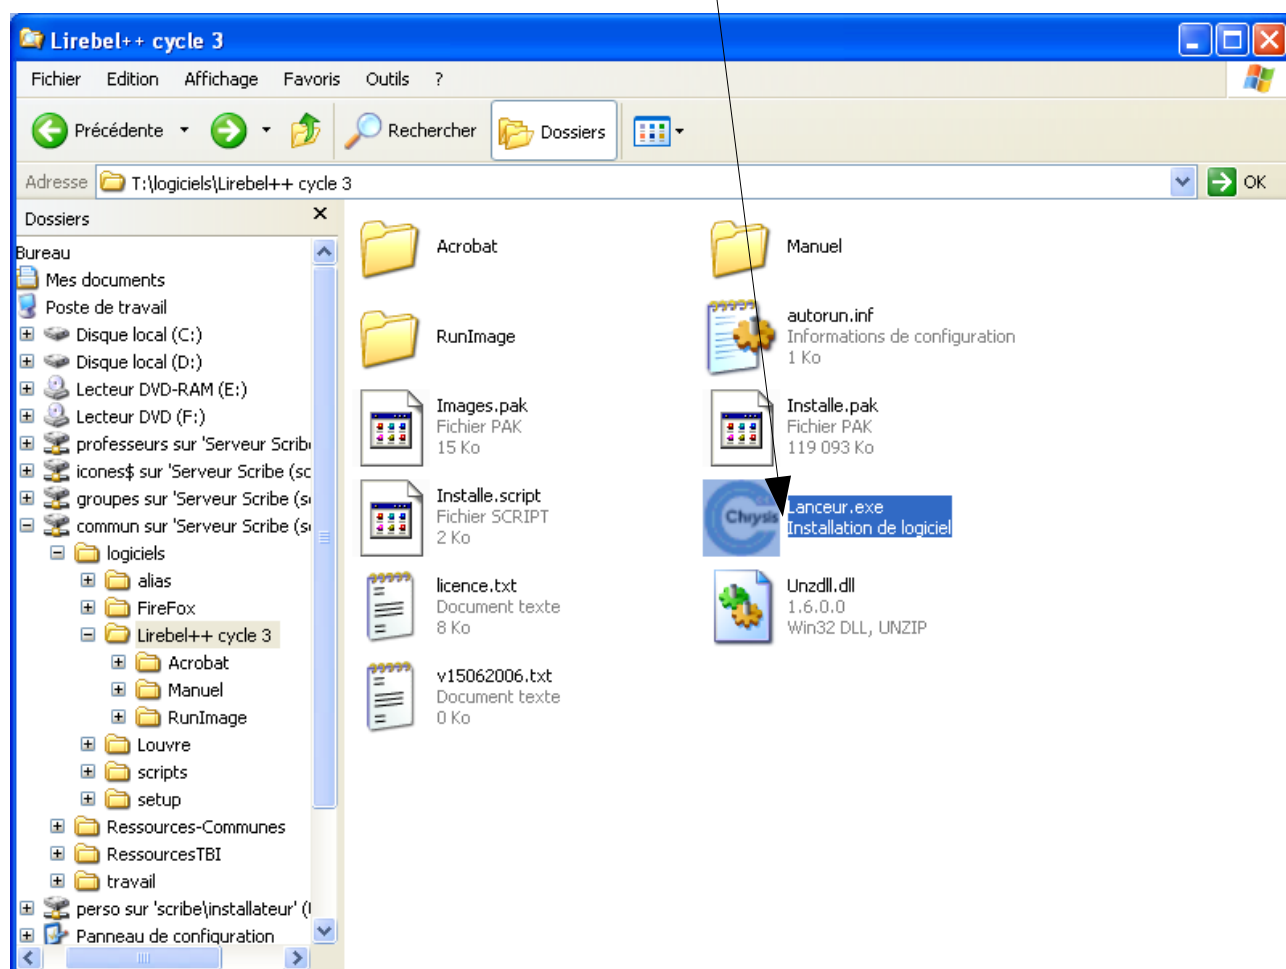 Lirebel++ cycle 3
Fichier Edition Affichage Favoris Outils ?
Précédente Rechercher Dossiers
Adresse T:\logiciels\Lirebel++ cycle 3 OK
Dossiers
Bureau
Mes documents
Poste de travail
Disque local (C:)
Disque local (D:)
Lecteur DVD-RAM (E:)
Lecteur DVD (F:)
professeurs sur 'Serveur Scrib
icones$ sur 'Serveur Scribe (sc
groupes sur 'Serveur Scribe (s
commun sur 'Serveur Scribe (s
logiciels
alias
FireFox
Lirebel++ cycle 3
Acrobat
Manuel
RunImage
Louvre
scripts
setup
Ressources-Communes
RessourcesTBI
travail
perso sur 'scribe\installateur' (
Panneau de configuration
Acrobat
Manuel
RunImage
autorun.inf
Informations de configuration
1 Ko
Images.pak
Fichier PAK
15 Ko
Installe.pak
Fichier PAK
119 093 Ko
Installe.script
Fichier SCRIPT
2 Ko
Chrysis
Lanceur.exe
Installation de logiciel
licence.txt
Document texte
8 Ko
Unzdll.dll
1.6.0.0
Win32 DLL, UNZIP
v15062006.txt
Document texte
0 Ko